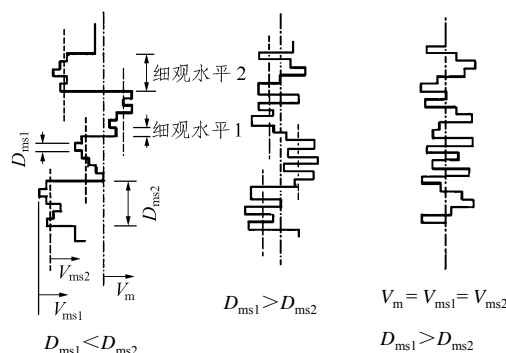 细观水平 2
细观水平 1
D_ms1
D_ms2
V_ms2
V_m
V_ms1
D_ms1<D_ms2
D_ms1>D_ms2
V_m = V_ms1 = V_ms2
D_ms1>D_ms2